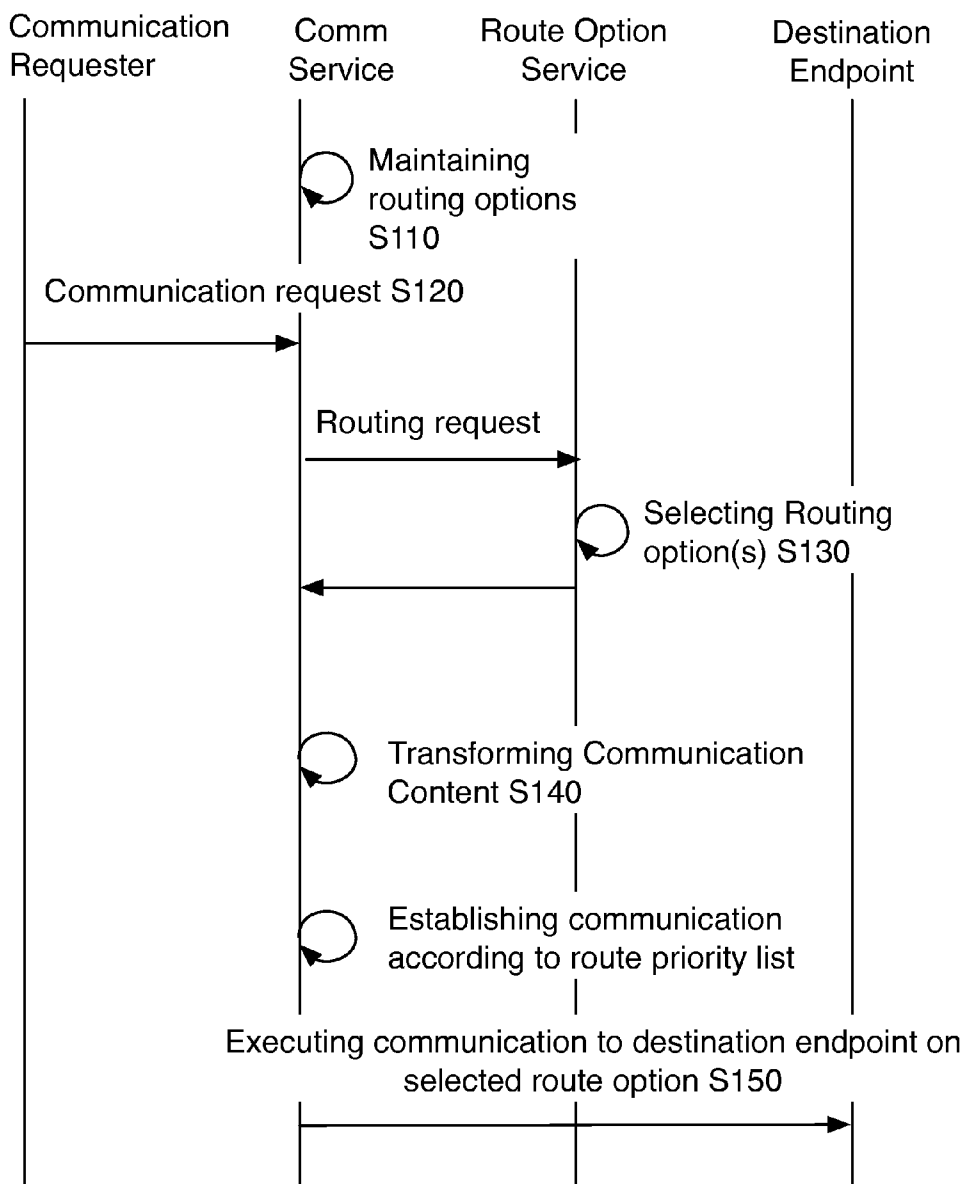 Communication
Requester
Comm
Service
Route Option
Service
Destination
Endpoint
Maintaining
routing options
S110
Communication request S120
Routing request
Selecting Routing
option(s) S130
Transforming Communication
Content S140
Establishing communication
according to route priority list
Executing communication to destination endpoint on
selected route option S150